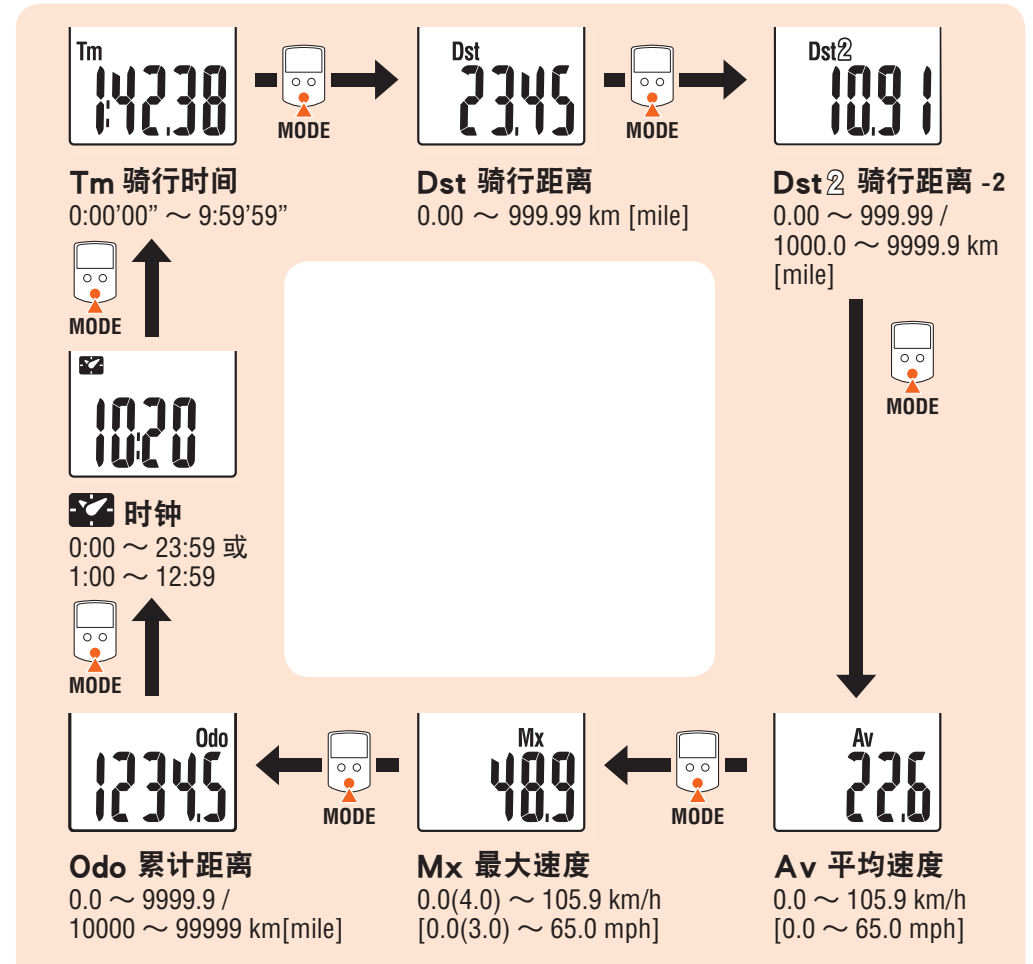 Tm
1:42.38
MODE
Dst
23.45
MODE
Dst2
10.91
Tm 骑行时间
0:00'00” ～ 9:59'59”
Dst 骑行距离
0.00 ～ 999.99 km [mile]
Dst2 骑行距离 -2
0.00 ～ 999.99 /
1000.0 ～ 9999.9 km
[mile]
MODE
MODE
10:20
时钟
0:00 ～ 23:59 或
1:00 ～ 12:59
MODE
Odo
1234.5
MODE
Mx
48.9
MODE
Av
22.6
Odo 累计距离
0.0 ～ 9999.9 /
10000 ～ 99999 km[mile]
Mx 最大速度
0.0(4.0) ～ 105.9 km/h
[0.0(3.0) ～ 65.0 mph]
Av 平均速度
0.0 ～ 105.9 km/h
[0.0 ～ 65.0 mph]